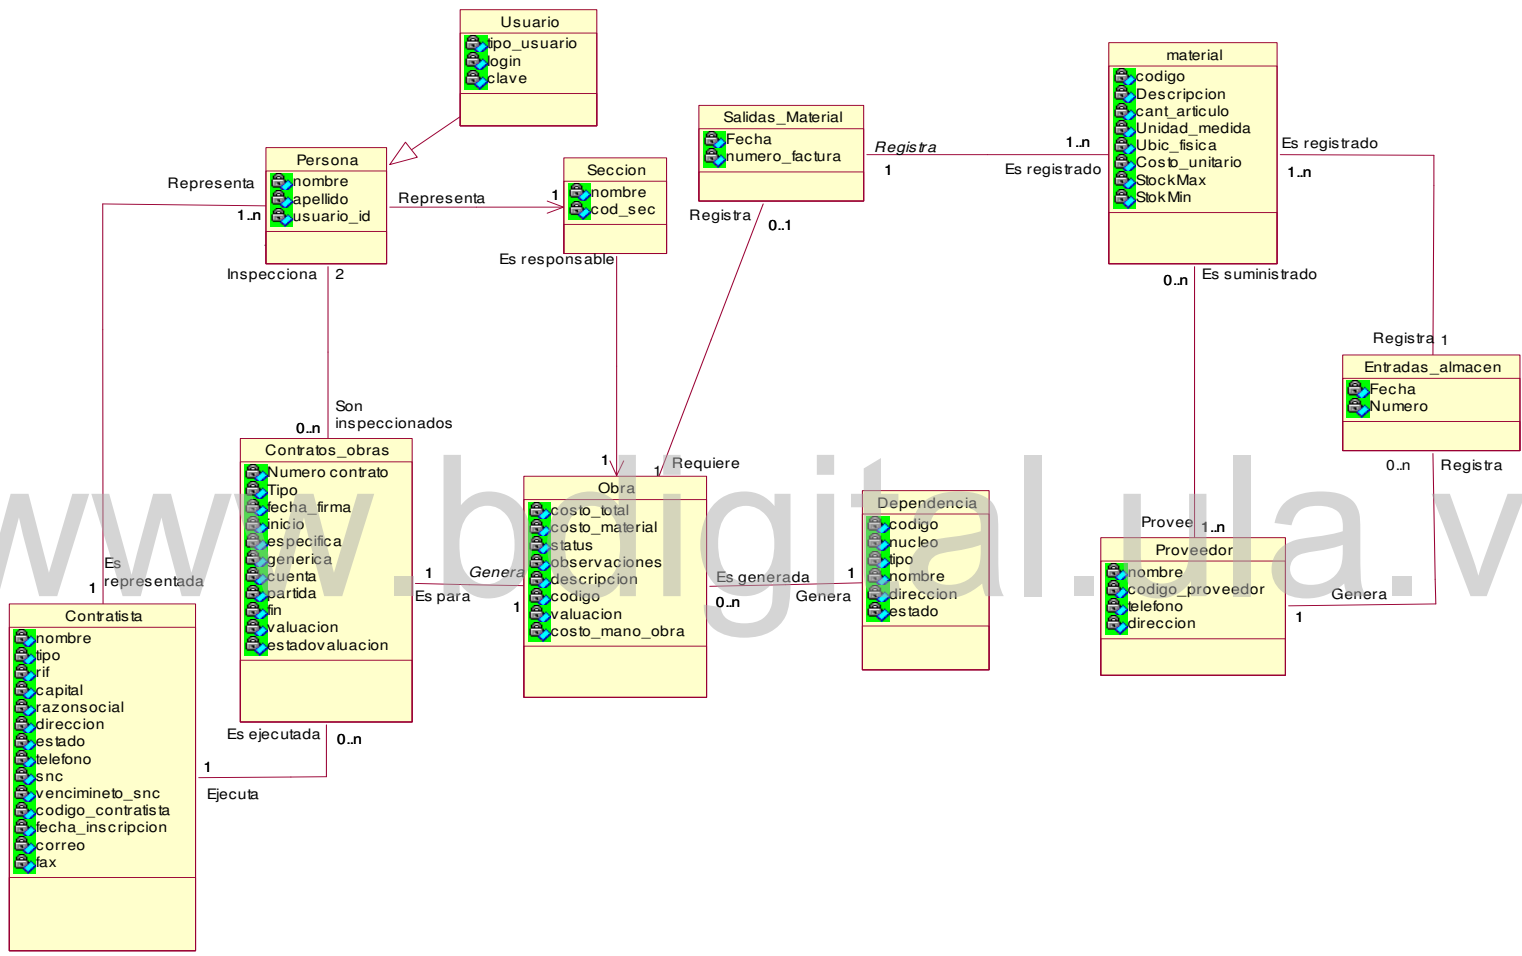 Usuario
tipo_usuario
login
clave
Persona
nombre
apellido
usuario_id
Representa
1..n
Representa
1
Seccion
nombre
cod_sec
Es responsable
Inspecciona
2
Salidas_Material
Fecha
numero_factura
Registra
1
1..n
Es registrado
Registra
0..1
material
codigo
Descripcion
cant_articulo
Unidad_medida
Ubic_fisica
Costo_unitario
StockMax
StokMin
Es registrado
1..n
Es suministrado
0..n
Registra
1
Entradas_almacen
Fecha
Numero
0..n
Registra
Son
inspeccionados
0..n
Contratos_obras
Numero contrato
Tipo
fecha_firma
inicio
especifica
generica
cuenta
partida
fin
valuacion
estadovaluacion
1
Requiere
1
Obra
costo_total
costo_material
status
observaciones
descripcion
codigo
valuacion
costo_mano_obra
1
Genera
Es para
1
Es generada
0..n
1
Genera
Dependencia
codigo
nucleo
tipo
nombre
direccion
estado
Provee
1..n
Proveedor
nombre
codigo_proveedor
telefono
direccion
Genera
1
Es
representada
1
Contratista
nombre
tipo
rif
capital
razonsocial
direccion
estado
telefono
snc
vencimineto_snc
codigo_contratista
fecha_inscripcion
correo
fax
Es ejecutada
0..n
1
Ejecuta
www.bdigital.ula.v